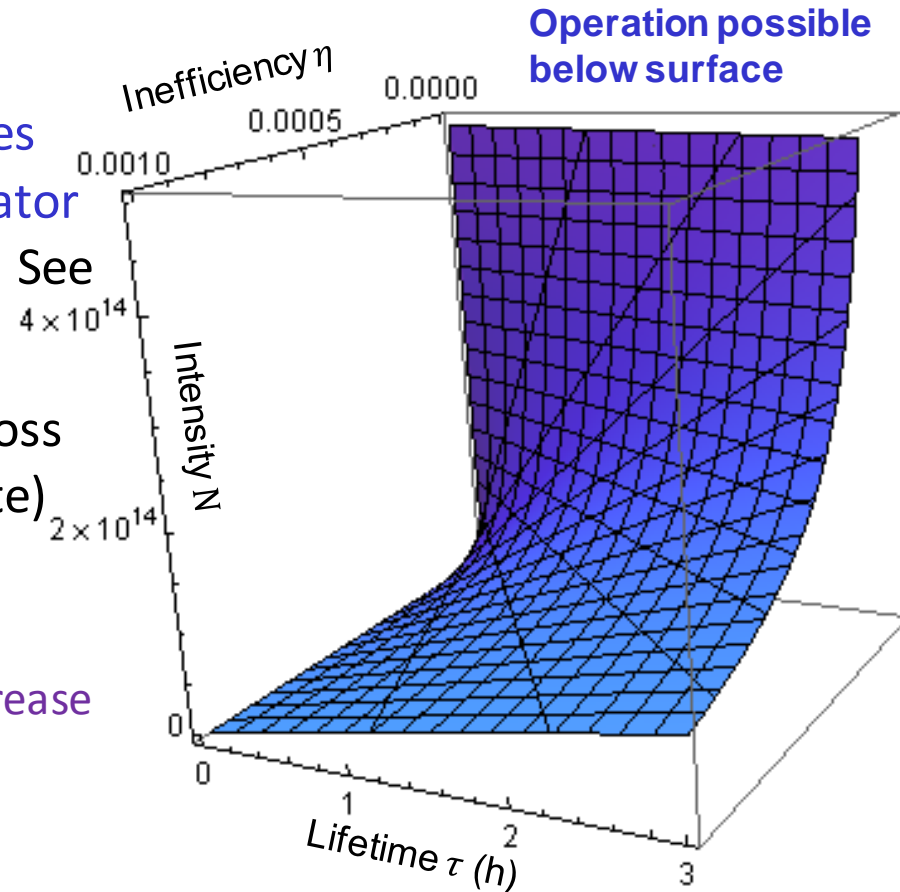 Operation possible
below surface
Inefficiency η
0.0000
0.0005
0.0010
es
ator
See
4×10¹⁴
Intensity N
oss
te)
2×10¹⁴
rease
0
0
1
2
3
Lifetime τ (h)